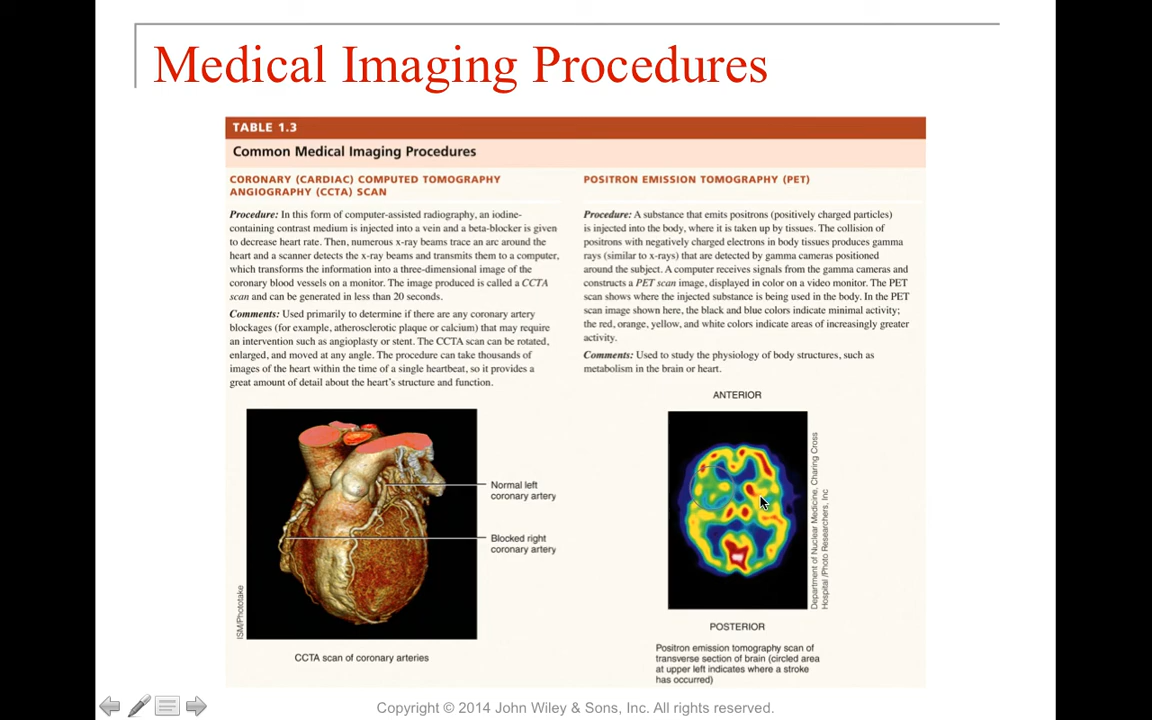 Medical Imaging Procedures
TABLE 1.3
Common Medical Imaging Procedures
CORONARY (CARDIAC) COMPUTED TOMOGRAPHY
ANGIOGRAPHY (CCTA) SCAN
Procedure: In this form of computer-assisted radiography, an iodine-
containing contrast medium is injected into a vein and a beta-blocker is given
to decrease heart rate. Then, numerous x-ray beams trace an arc around the
heart and a scanner detects the x-ray beams and transmits them to a computer,
which transforms the information into a three-dimensional image of the
coronary blood vessels on a monitor. The image produced is called a CCTA
scan and can be generated in less than 20 seconds.
Comments: Used primarily to determine if there are any coronary artery
blockages (for example, atherosclerotic plaque or calcium) that may require
an intervention such as angioplasty or stent. The CCTA scan can be rotated,
enlarged, and moved at any angle. The procedure can take thousands of
images of the heart within the time of a single heartbeat, so it provides a
great amount of detail about the heart's structure and function.
Normal left
coronary artery
Blocked right
coronary artery
ISM/Phototake
CCTA scan of coronary arteries
POSITRON EMISSION TOMOGRAPHY (PET)
Procedure: A substance that emits positrons (positively charged particles)
is injected into the body, where it is taken up by tissues. The collision of
positrons with negatively charged electrons in body tissues produces gamma
rays (similar to x-rays) that are detected by gamma cameras positioned
around the subject. A computer receives signals from the gamma cameras and
constructs a PET scan image, displayed in color on a video monitor. The PET
scan shows where the injected substance is being used in the body. In the PET
scan image shown here, the black and blue colors indicate minimal activity;
the red, orange, yellow, and white colors indicate areas of increasingly greater
activity.
Comments: Used to study the physiology of body structures, such as
metabolism in the brain or heart.
ANTERIOR
Department of Nuclear Medicine, Charing Cross
Hospital /Photo Researchers, Inc
POSTERIOR
Positron emission tomography scan of
transverse section of brain (circled area
at upper left indicates where a stroke
has occurred)
Copyright © 2014 John Wiley & Sons, Inc. All rights reserved.